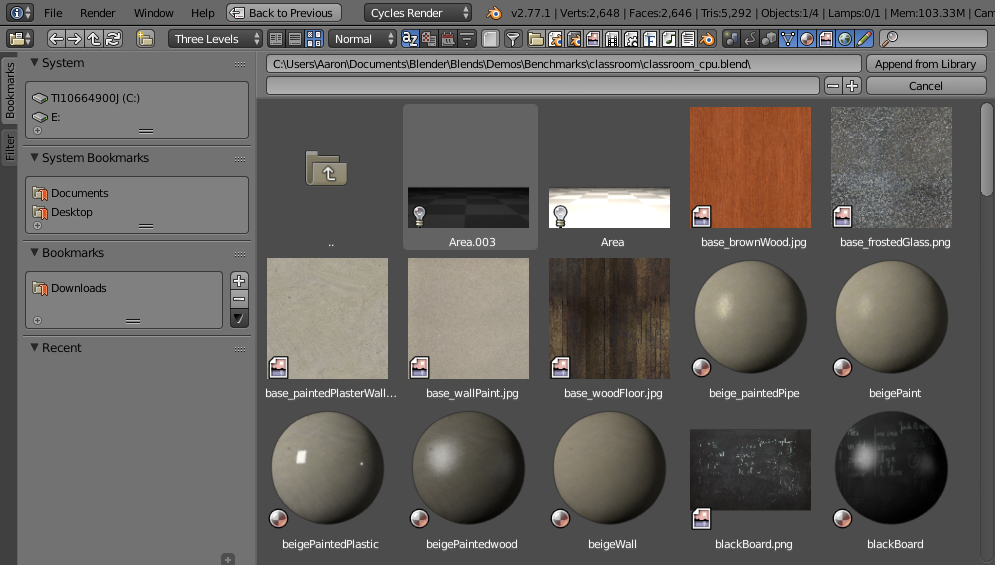 File Render Window Help Back to Previous Cycles Render v2.77.1 | Verts:2,648 | Faces:2,646 | Tris:5,292 | Objects:1/4 | Lamps:0/1 | Mem:103.33M |
Three Levels Normal
Bookmarks
Filter
System
TI10664900J (C:)
E:
System Bookmarks
Documents
Desktop
Bookmarks
Downloads
Recent
C:\Users\Aaron\Documents\Blender\Blends\Demos\Benchmarks\classroom\classroom_cpu.blend\ Append from Library
Cancel
.. Area.003 Area base_brownWood.jpg base_frostedGlass.png
base_paintedPlasterWall... base_wallPaint.jpg base_woodFloor.jpg beige_paintedPipe beigePaint
beigePaintedPlastic beigePaintedwood beigeWall blackBoard.png blackBoard